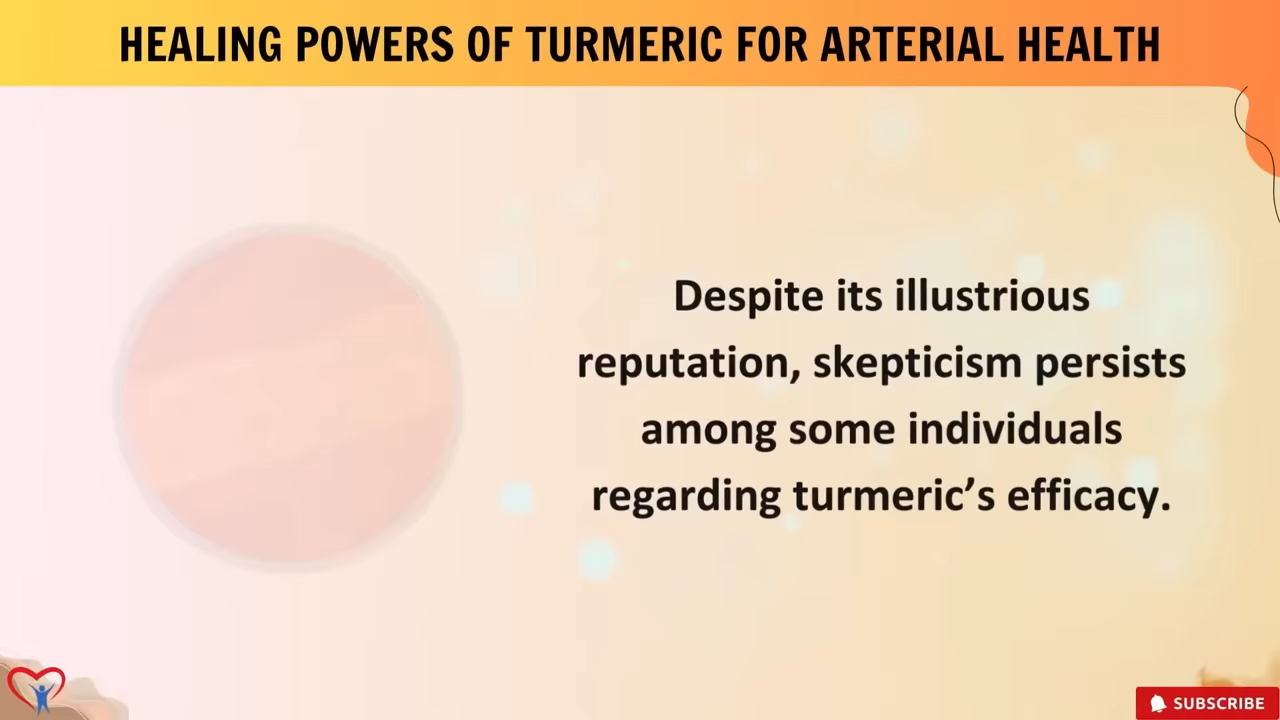 HEALING POWERS OF TURMERIC FOR ARTERIAL HEALTH
Despite its illustrious
reputation, skepticism persists
among some individuals
regarding turmeric’s efficacy.
SUBSCRIBE